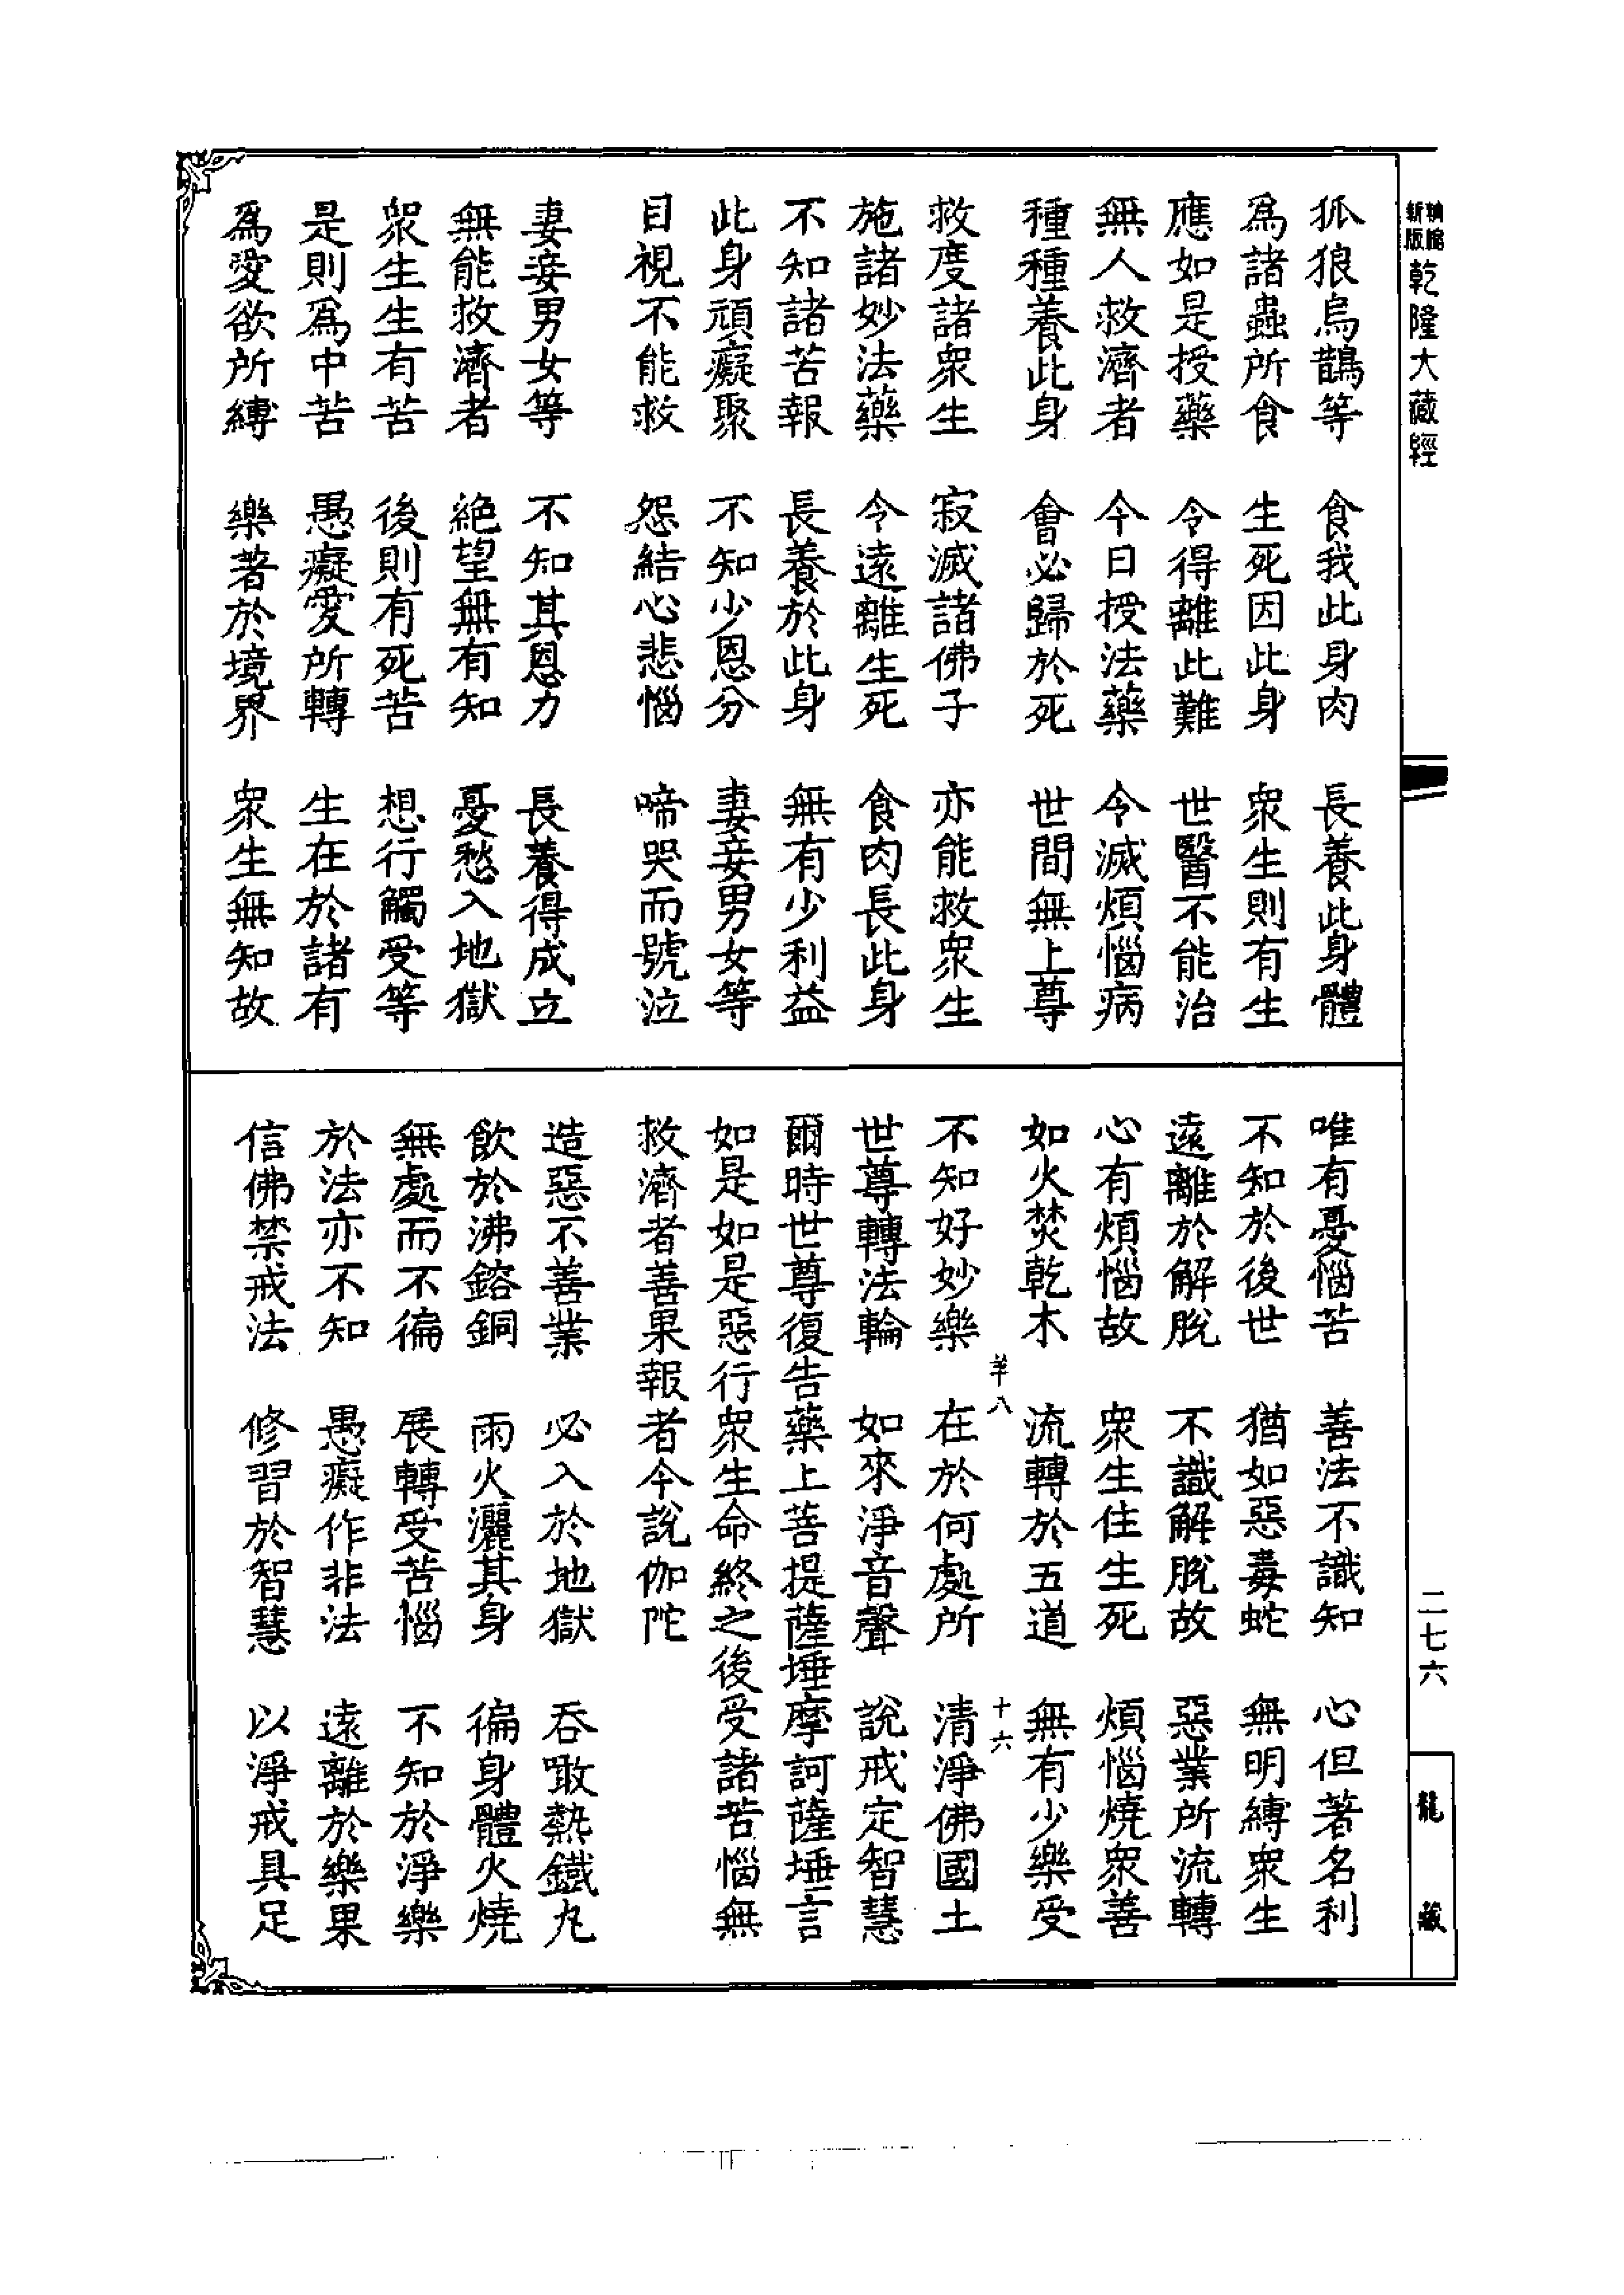 新版 乾隆大藏經
狐狼烏鵲等 食我此身肉 長養此身體
爲諸蟲所食 生死因此身 衆生則有生
應如是授藥 令得離此難 世醫不能治
無人救濟者 今日授法藥 令滅煩惱病
種種養此身 會必歸於死 世間無上尊
救度諸衆生 寂滅諸佛子 亦能救衆生
施諸妙法藥 令遠離生死 食肉長此身
不知諸苦報 長養於此身 無有少利益
此身頑癡聚 不知少恩分 妻妾男女等
目視不能救 怨結心悲惱 啼哭而號泣
妻妾男女等 不知其恩力 長養得成立
無能救濟者 絶望無有知 憂愁入地獄
衆生生有苦 後則有死苦 想行觸受等
是則爲中苦 愚癡愛所轉 生在於諸有
爲愛欲所縛 樂著於境界 衆生無知故
唯有憂惱苦 善法不識知 心但著名利
不知於後世 猶如惡毒蛇 無明縛衆生
遠離於解脫 不識解脫故 惡業所流轉
心有煩惱故 衆生住生死 煩惱燒衆善
如火焚乾木 流轉於五道 無有少樂受
羊八 十六
不知好妙樂 在於何處所 清淨佛國土
世尊轉法輪 如來淨音聲 說戒定智慧
爾時世尊復告藥上菩提薩埵摩訶薩埵言
如是如是惡行衆生命終之後受諸苦惱無
救濟者善果報者今說伽陀
造惡不善業 必入於地獄 吞噉熱鐵丸
飲於沸鎔銅 雨火灑其身 徧身體火燒
無處而不徧 展轉受苦惱 不知於淨樂
於法亦不知 愚癡作非法 遠離於樂果
信佛禁戒法 修習於智慧 以淨戒具足
二七六
龍藏